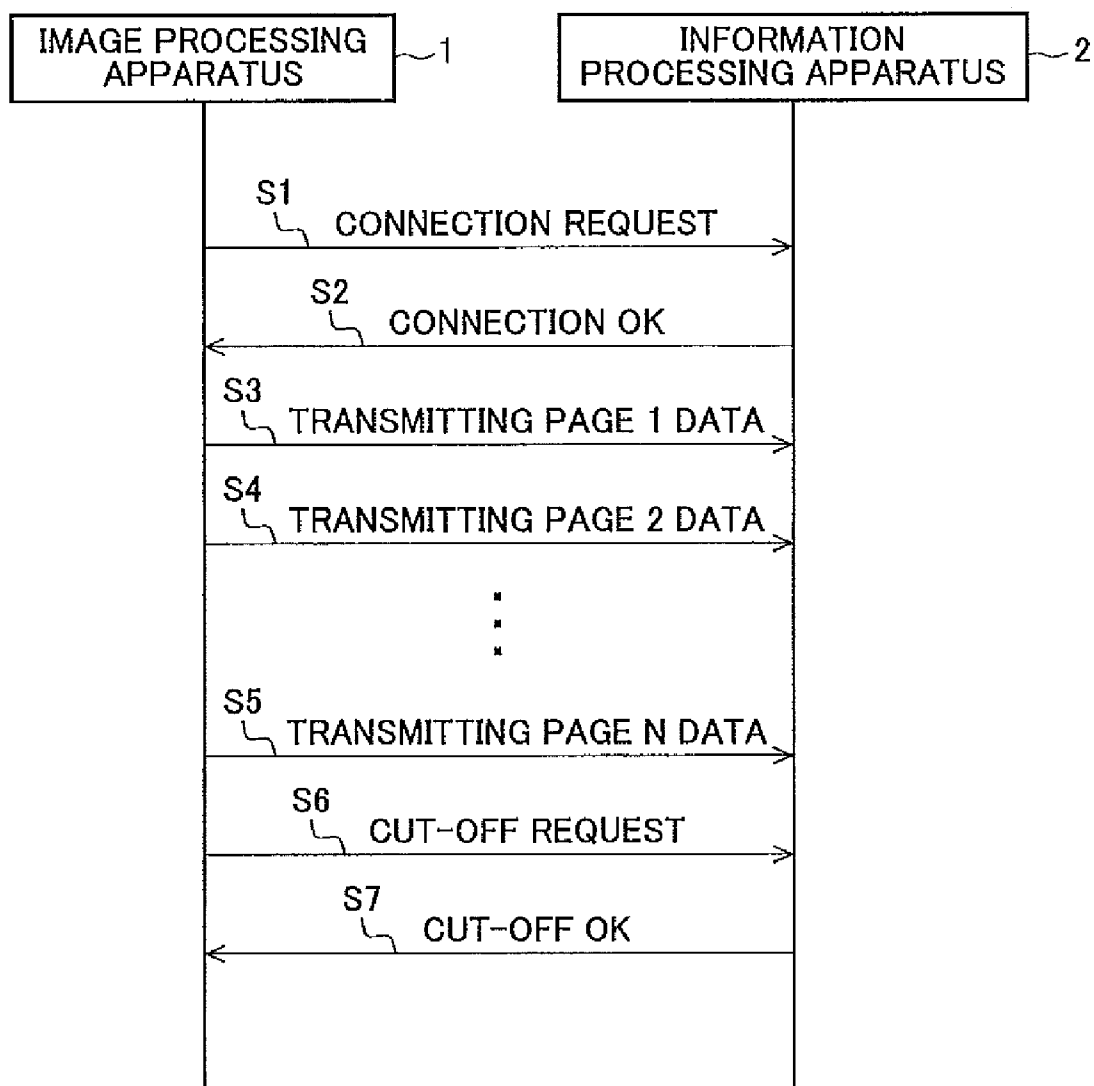 IMAGE PROCESSING
APPARATUS
1
INFORMATION
PROCESSING APPARATUS
2
S1
CONNECTION REQUEST
S2
CONNECTION OK
S3
TRANSMITTING PAGE 1 DATA
S4
TRANSMITTING PAGE 2 DATA
S5
TRANSMITTING PAGE N DATA
S6
CUT-OFF REQUEST
S7
CUT-OFF OK